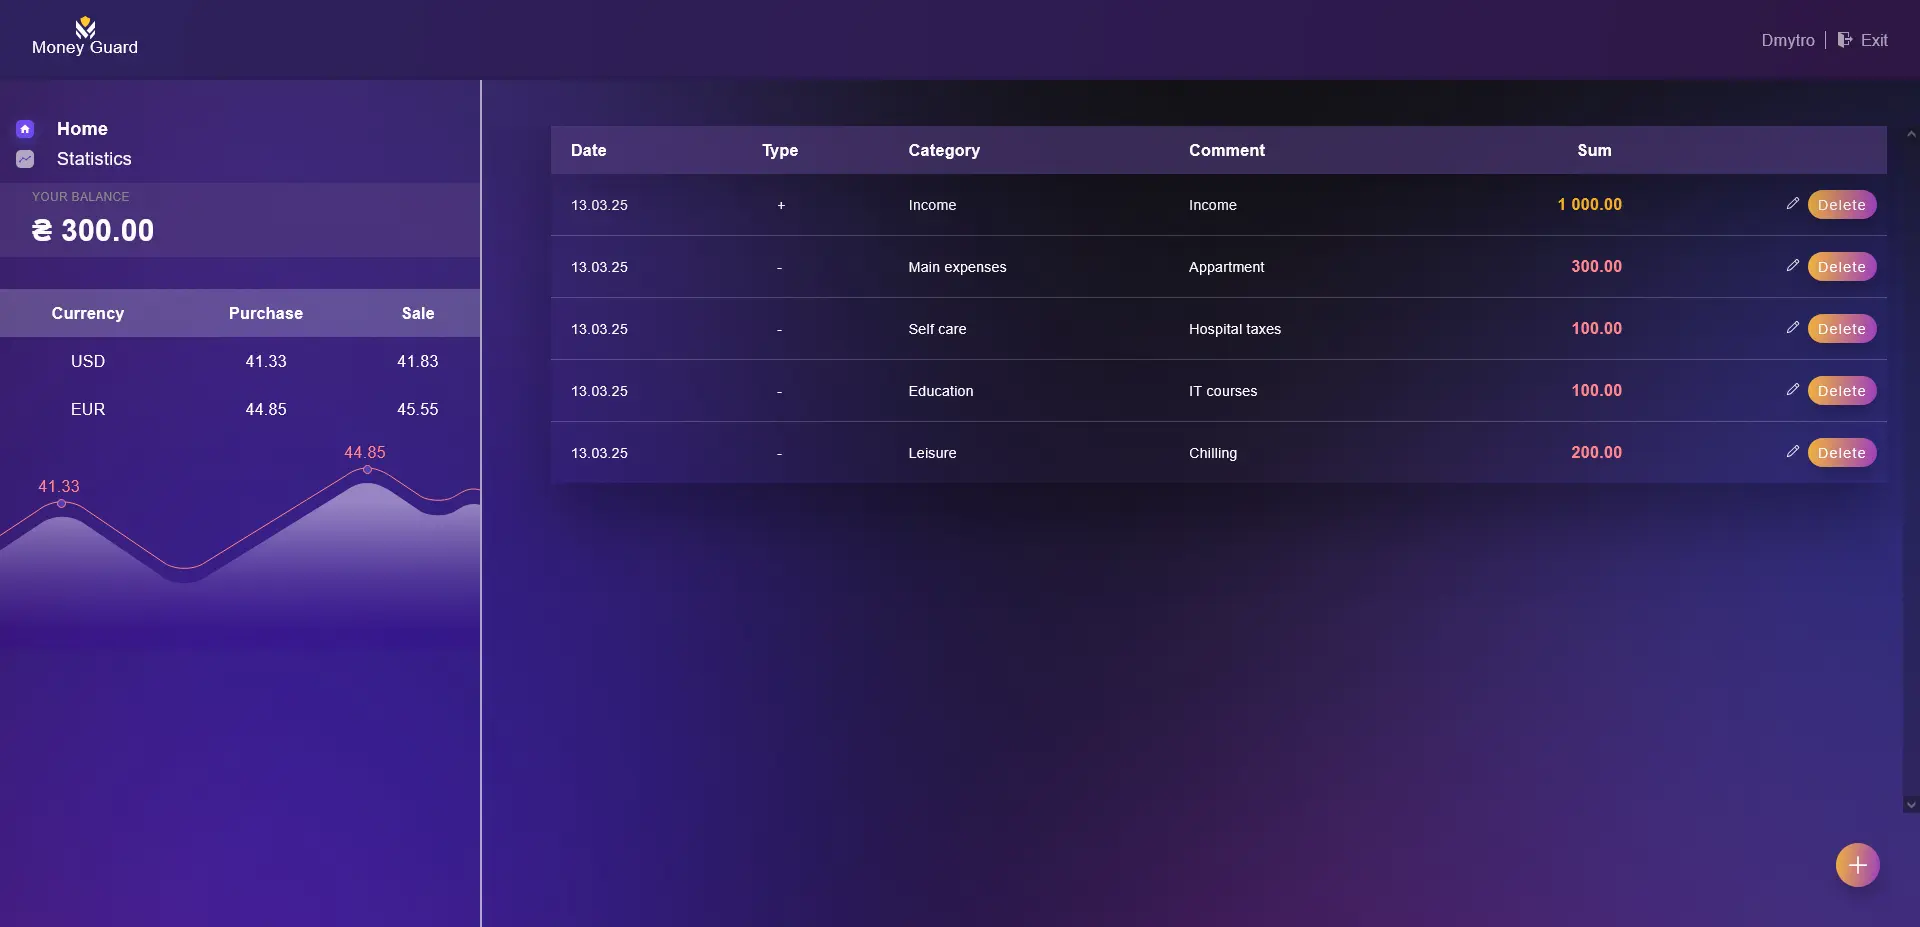 Money Guard
Dmytro | Exit
Home
Statistics
YOUR BALANCE
₴ 300.00
Currency Purchase Sale
USD 41.33 41.83
EUR 44.85 45.55
44.85
41.33
Date Type Category Comment Sum
13.03.25 + Income Income 1 000.00 Delete
13.03.25 - Main expenses Appartment 300.00 Delete
13.03.25 - Self care Hospital taxes 100.00 Delete
13.03.25 - Education IT courses 100.00 Delete
13.03.25 - Leisure Chilling 200.00 Delete